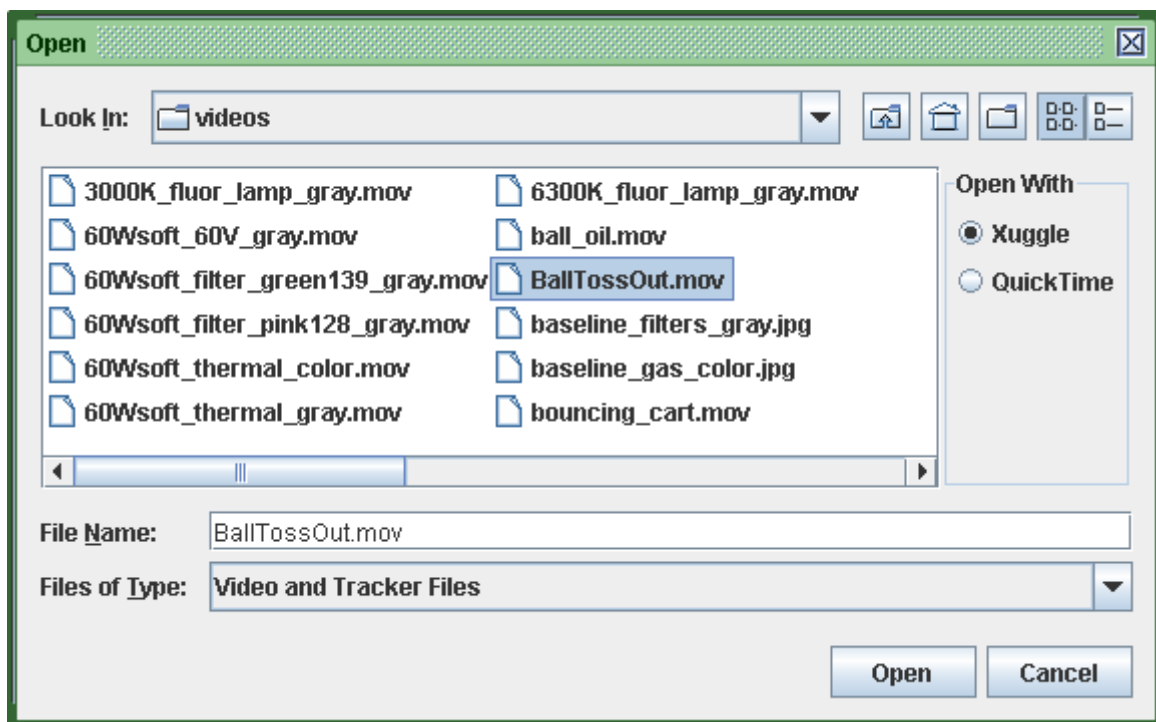 Open
Look In: videos
3000K_fluor_lamp_gray.mov 6300K_fluor_lamp_gray.mov
60Wsoft_60V_gray.mov ball_oil.mov
60Wsoft_filter_green139_gray.mov BallTossOut.mov
60Wsoft_filter_pink128_gray.mov baseline_filters_gray.jpg
60Wsoft_thermal_color.mov baseline_gas_color.jpg
60Wsoft_thermal_gray.mov bouncing_cart.mov
Open With
Xuggle
QuickTime
File Name: BallTossOut.mov
Files of Type: Video and Tracker Files
Open Cancel